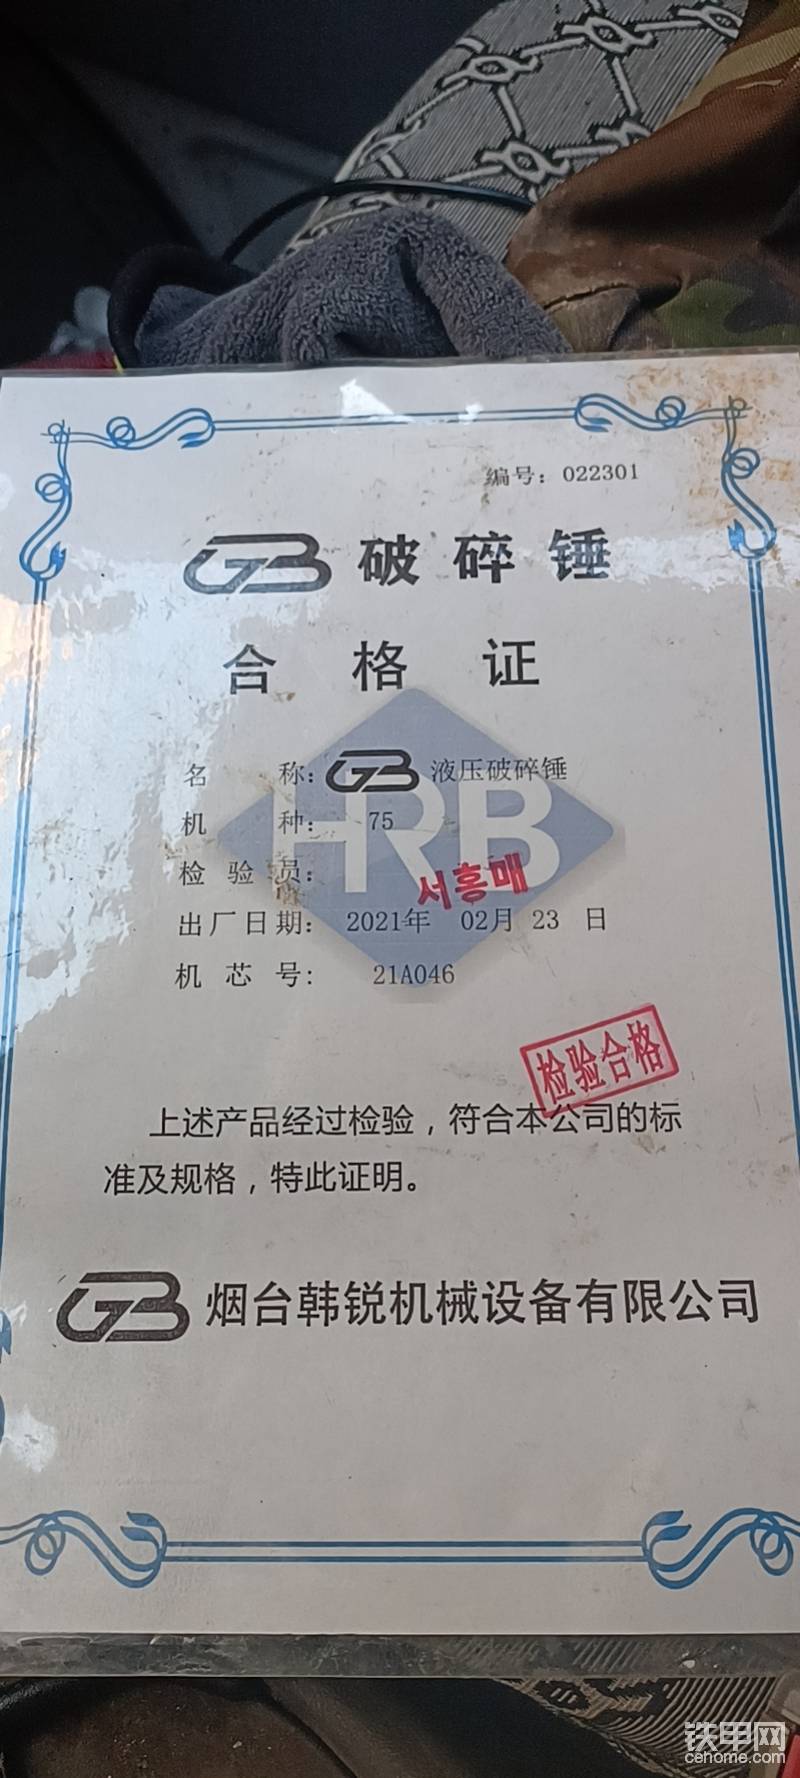 编号：022301
GB 破碎锤
合格证
名称：GB 液压破碎锤
HRB
机种：75
检验员：서홍매
出厂日期：2021年 02月 23 日
机芯号：21A046
检验合格
上述产品经过检验，符合本公司的标
准及规格，特此证明。
GB 烟台韩锐机械设备有限公司
铁甲网
cehome.com